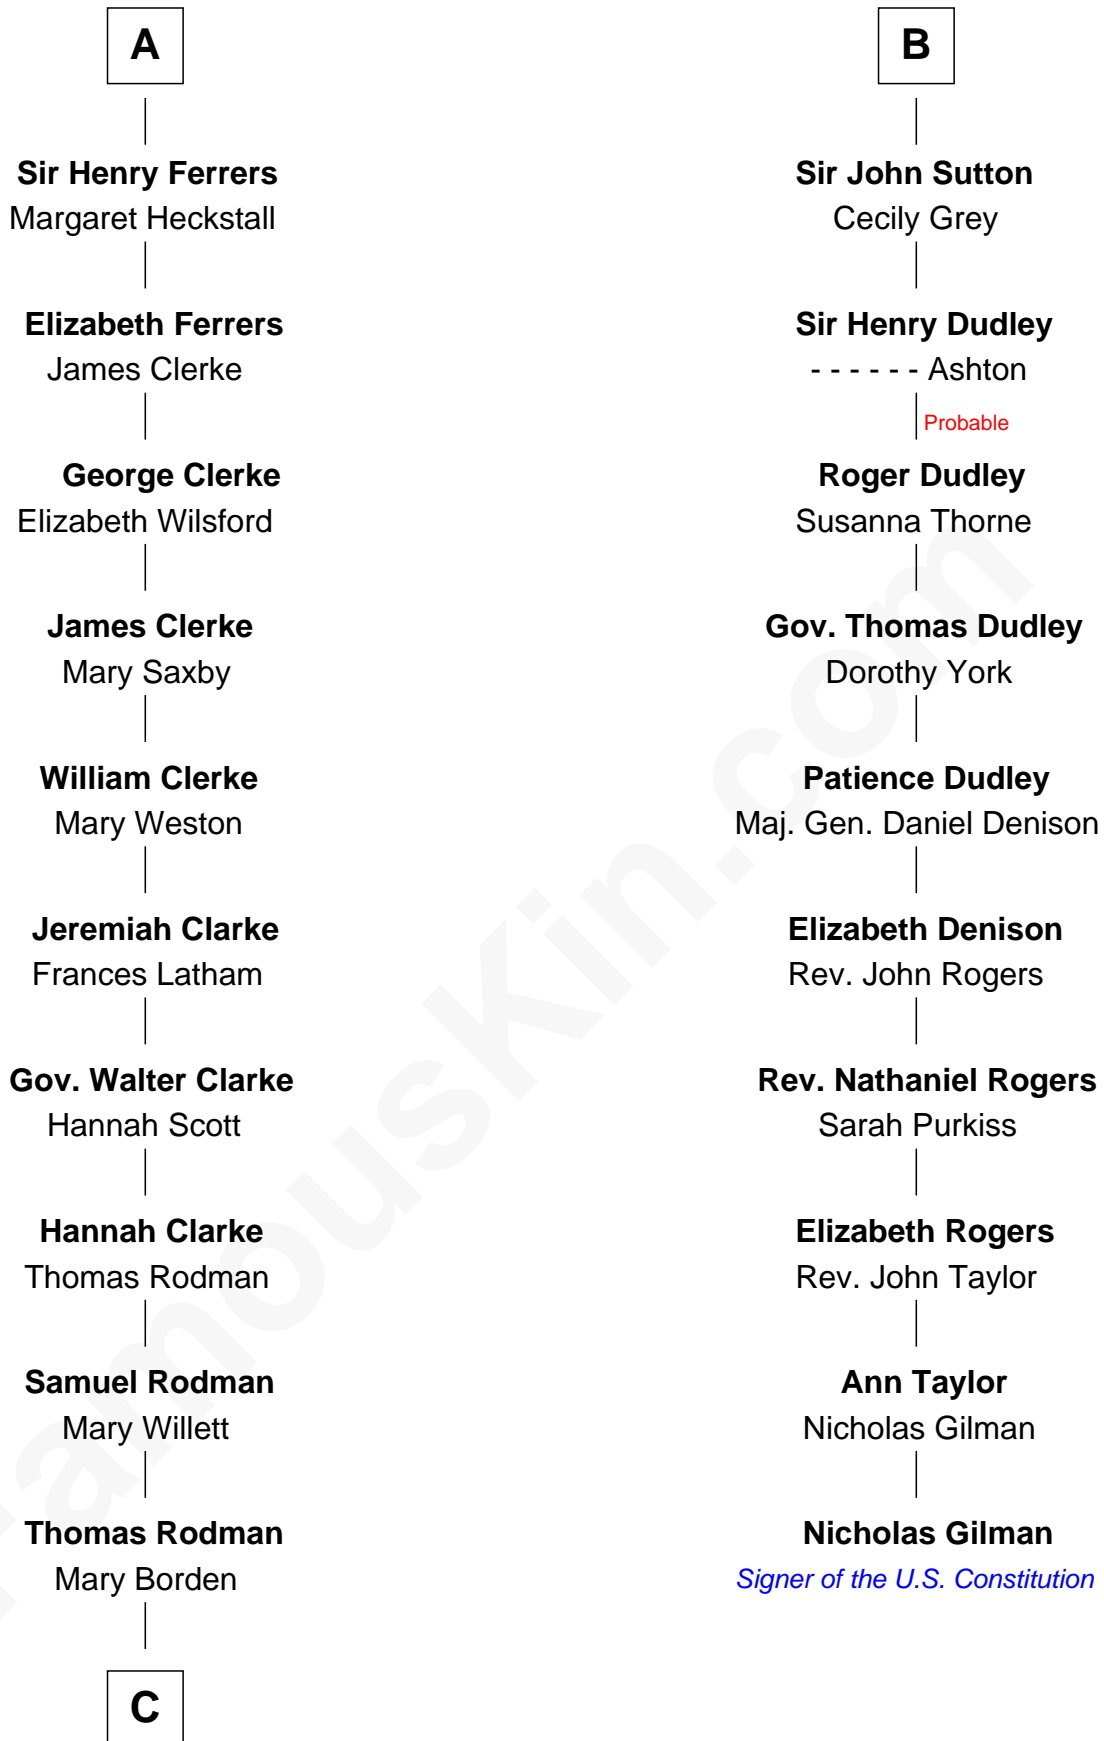 A
Sir Henry Ferrers
Margaret Heckstall
Elizabeth Ferrers
James Clerke
George Clerke
Elizabeth Wilsford
James Clerke
Mary Saxby
William Clerke
Mary Weston
Jeremiah Clarke
Frances Latham
Gov. Walter Clarke
Hannah Scott
Hannah Clarke
Thomas Rodman
Samuel Rodman
Mary Willett
Thomas Rodman
Mary Borden
C
B
Sir John Sutton
Cecily Grey
Sir Henry Dudley
- - - - - - Ashton
Probable
Roger Dudley
Susanna Thorne
Gov. Thomas Dudley
Dorothy York
Patience Dudley
Maj. Gen. Daniel Denison
Elizabeth Denison
Rev. John Rogers
Rev. Nathaniel Rogers
Sarah Purkiss
Elizabeth Rogers
Rev. John Taylor
Ann Taylor
Nicholas Gilman
Nicholas Gilman
Signer of the U.S. Constitution
FamousKin.com